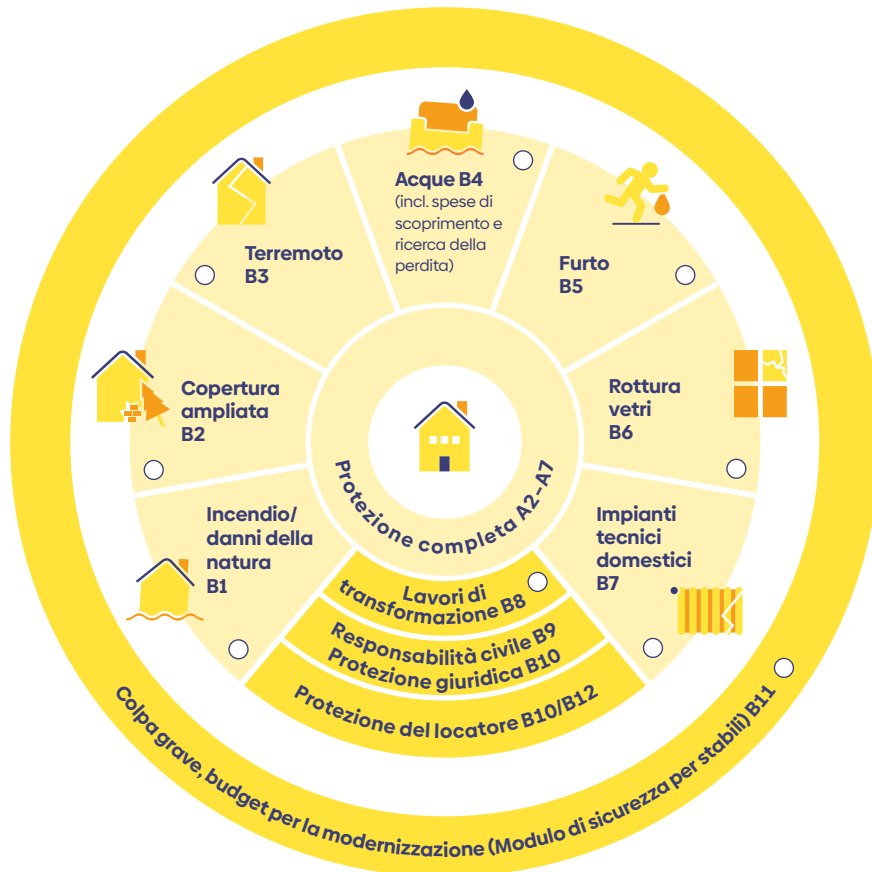 Acque B4
(incl. spese di
scoprimento e
ricerca della
perdita)
Terremoto
B3
Furto
B5
Copertura
ampliata
B2
Rottura
vetri
B6
Incendio/
danni della
natura
B1
Impianti
tecnici
domestici
B7
Protezione completa A2–A7
Lavori di
transformazione B8
Responsabilità civile B9
Protezione giuridica B10
Protezione del locatore B10/B12
Colpa grave, budget per la modernizzazione (Modulo di sicurezza per stabili) B11